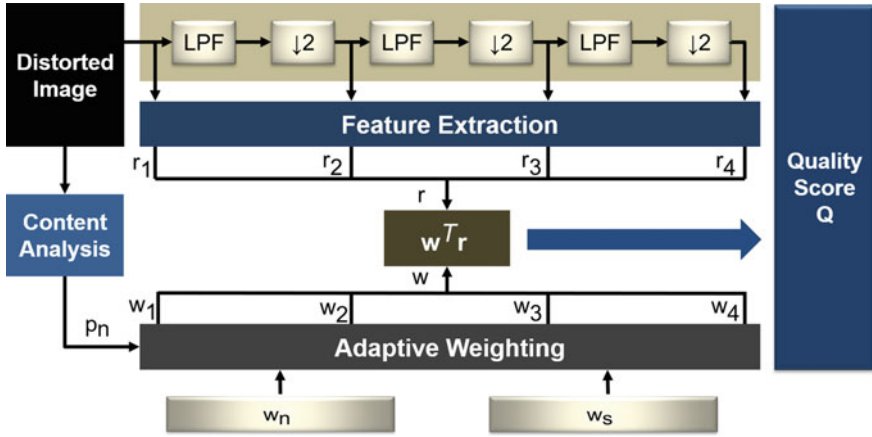 Distorted
Image
LPF
↓2
LPF
↓2
LPF
↓2
Feature Extraction
r1
r2
r3
r4
r
Content
Analysis
w^T r
Quality
Score
Q
w
w1
w2
w3
w4
pn
Adaptive Weighting
wn
ws